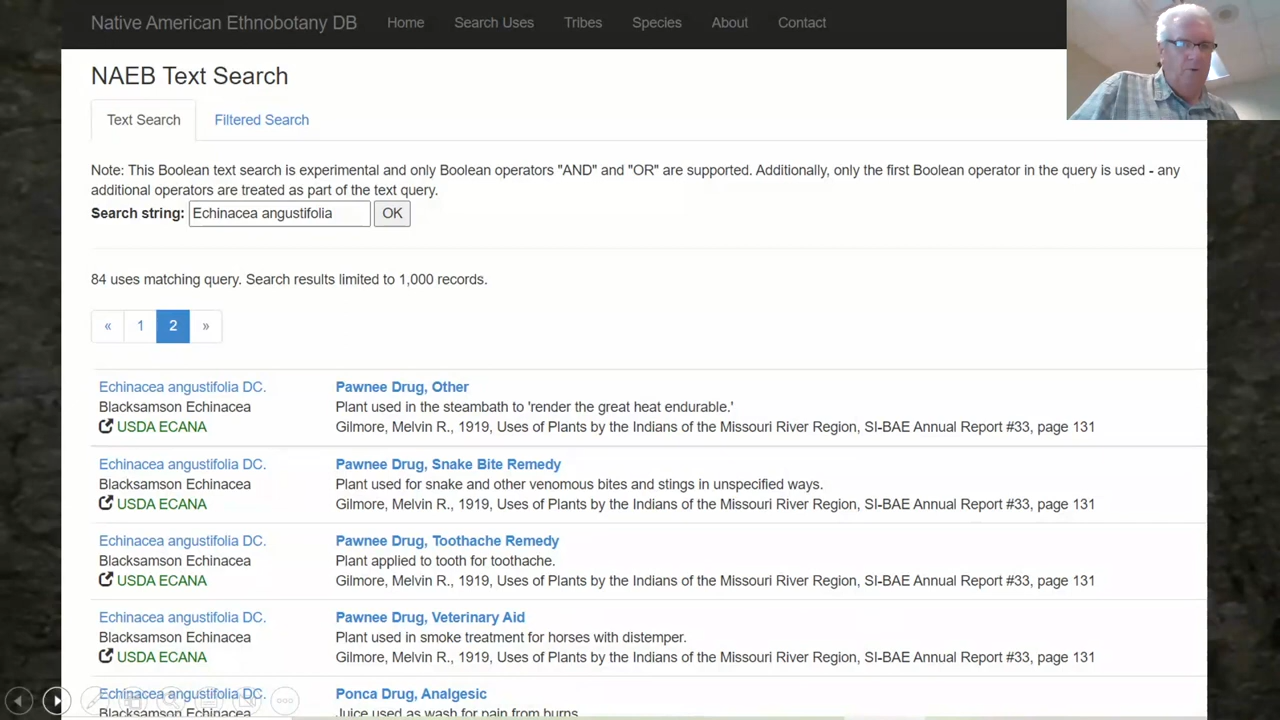 Native American Ethnobotany DB Home Search Uses Tribes Species About Contact
NAEB Text Search
Text Search Filtered Search
Note: This Boolean text search is experimental and only Boolean operators "AND" and "OR" are supported. Additionally, only the first Boolean operator in the query is used - any
additional operators are treated as part of the text query.
Search string: Echinacea angustifolia OK
84 uses matching query. Search results limited to 1,000 records.
« 1 2 »
Echinacea angustifolia DC. Pawnee Drug, Other
Blacksamson Echinacea Plant used in the steambath to 'render the great heat endurable.'
USDA ECANA Gilmore, Melvin R., 1919, Uses of Plants by the Indians of the Missouri River Region, SI-BAE Annual Report #33, page 131
Echinacea angustifolia DC. Pawnee Drug, Snake Bite Remedy
Blacksamson Echinacea Plant used for snake and other venomous bites and stings in unspecified ways.
USDA ECANA Gilmore, Melvin R., 1919, Uses of Plants by the Indians of the Missouri River Region, SI-BAE Annual Report #33, page 131
Echinacea angustifolia DC. Pawnee Drug, Toothache Remedy
Blacksamson Echinacea Plant applied to tooth for toothache.
USDA ECANA Gilmore, Melvin R., 1919, Uses of Plants by the Indians of the Missouri River Region, SI-BAE Annual Report #33, page 131
Echinacea angustifolia DC. Pawnee Drug, Veterinary Aid
Blacksamson Echinacea Plant used in smoke treatment for horses with distemper.
USDA ECANA Gilmore, Melvin R., 1919, Uses of Plants by the Indians of the Missouri River Region, SI-BAE Annual Report #33, page 131
Echinacea angustifolia DC. Ponca Drug, Analgesic
Blacksamson Echinacea Juice used as wash for pain from burns.